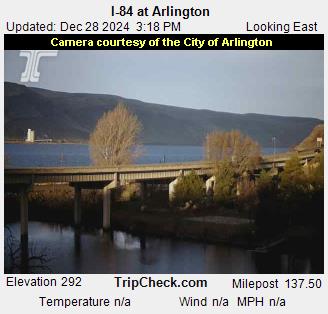 I-84 at Arlington
Updated: Dec 28 2024 3:18 PM Looking East
Camera courtesy of the City of Arlington
Elevation 292 TripCheck.com Milepost 137.50
Temperature n/a Wind n/a MPH n/a